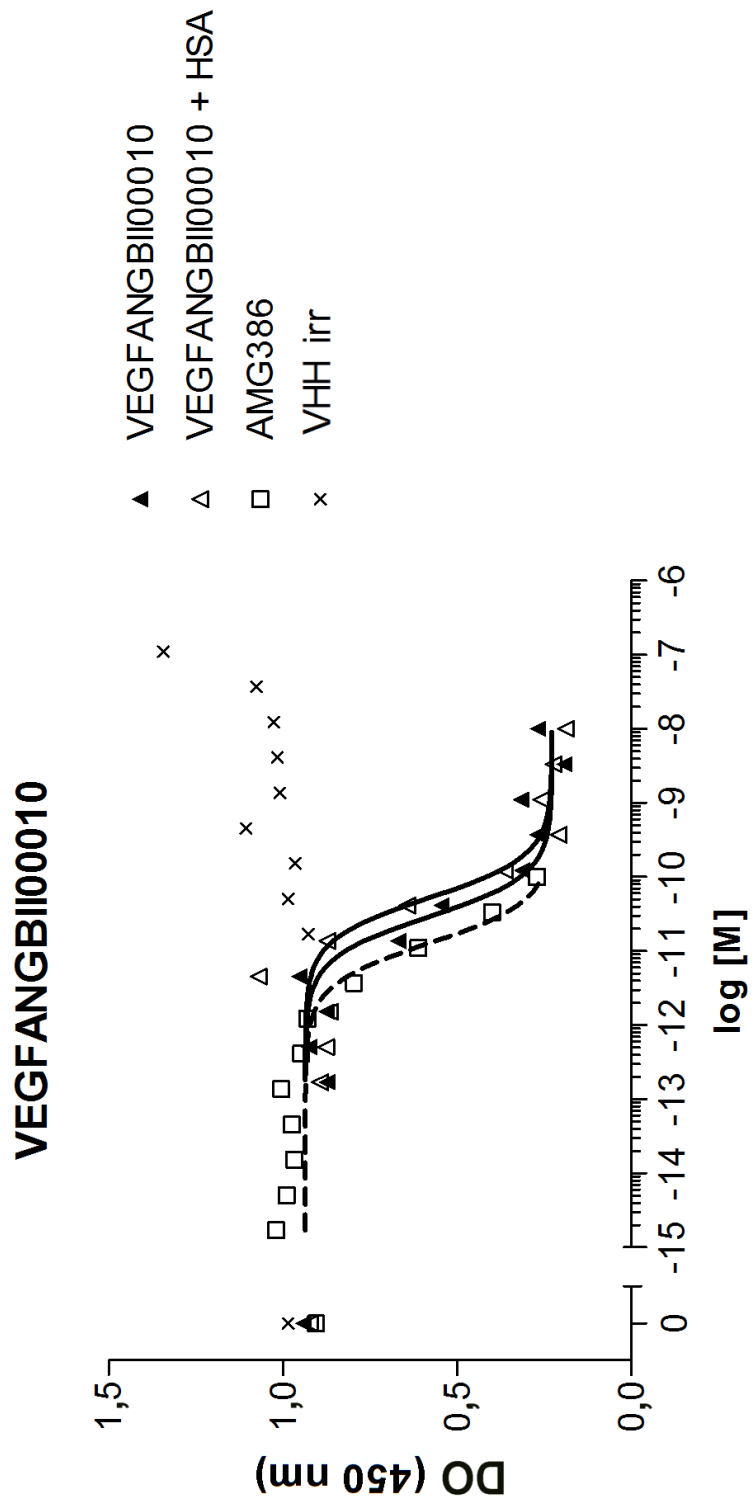 VEGFANGBII00010
VEGFANGBII00010
VEGFANGBII00010 + HSA
AMG386
VHH irr
DO (450 nm)
1,5
1,0
0,5
0,0
0
-15
-14
-13
-12
-11
-10
-9
-8
-7
-6
log [M]